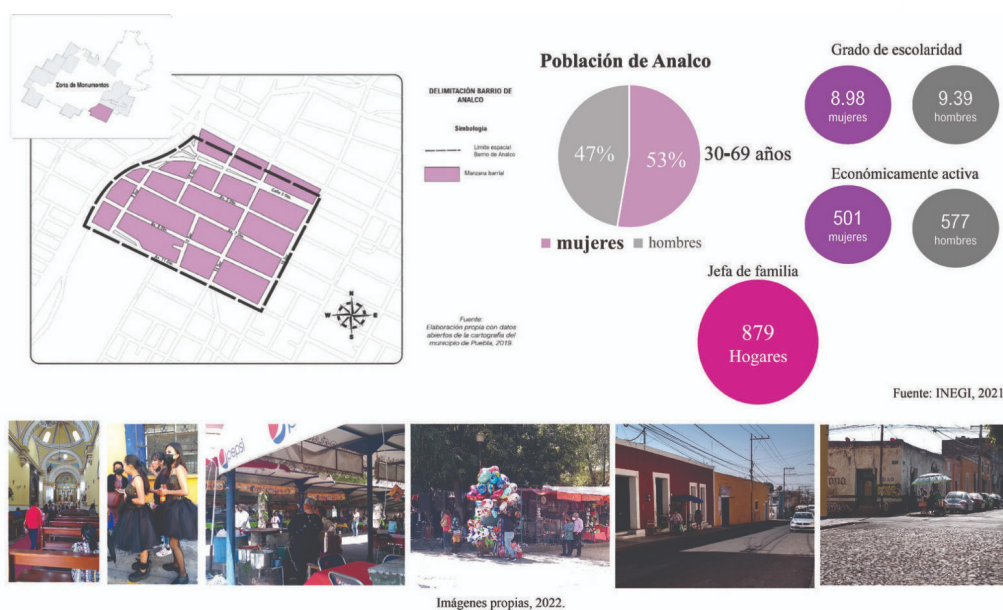 Zona de Monumentos
DELIMITACIÓN BARRIO DE
ANALCO
Simbología
Límite espacial
Barrio de Analco
Manzana barrial
Fuente:
Elaboración propia con datos
abiertos de la cartografía del
municipio de Puebla, 2019.
N
W
E
S
Población de Analco
47%
53%
30-69 años
mujeres
hombres
Grado de escolaridad
8.98
mujeres
9.39
hombres
Económicamente activa
501
mujeres
577
hombres
Jefa de familia
879
Hogares
Fuente: INEGI, 2021
pepsi
Imágenes propias, 2022.